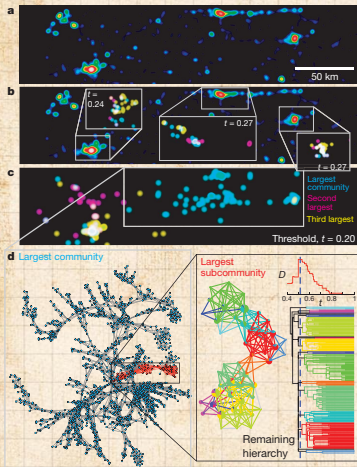 a
50 km
b
t =
0.24
t = 0.27
t = 0.27
c
Largest
community
Second
largest
Third largest
Threshold, t = 0.20
d Largest community
Largest
subcommunity
D
0.4 0.6 0.8 1
t
Remaining
hierarchy